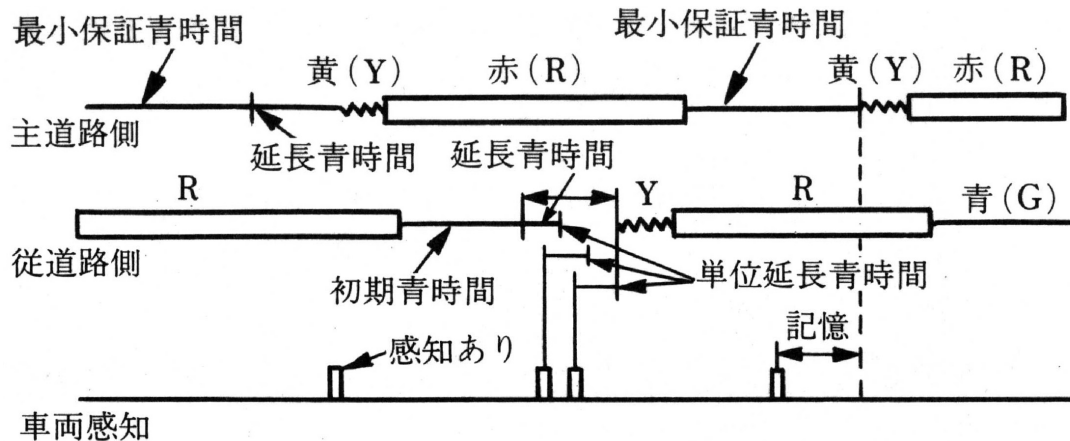 最小保証青時間
最小保証青時間
黄(Y)
赤(R)
黄(Y)
赤(R)
主道路側
延長青時間
延長青時間
R
Y
R
青(G)
従道路側
初期青時間
単位延長青時間
記憶
感知あり
車両感知